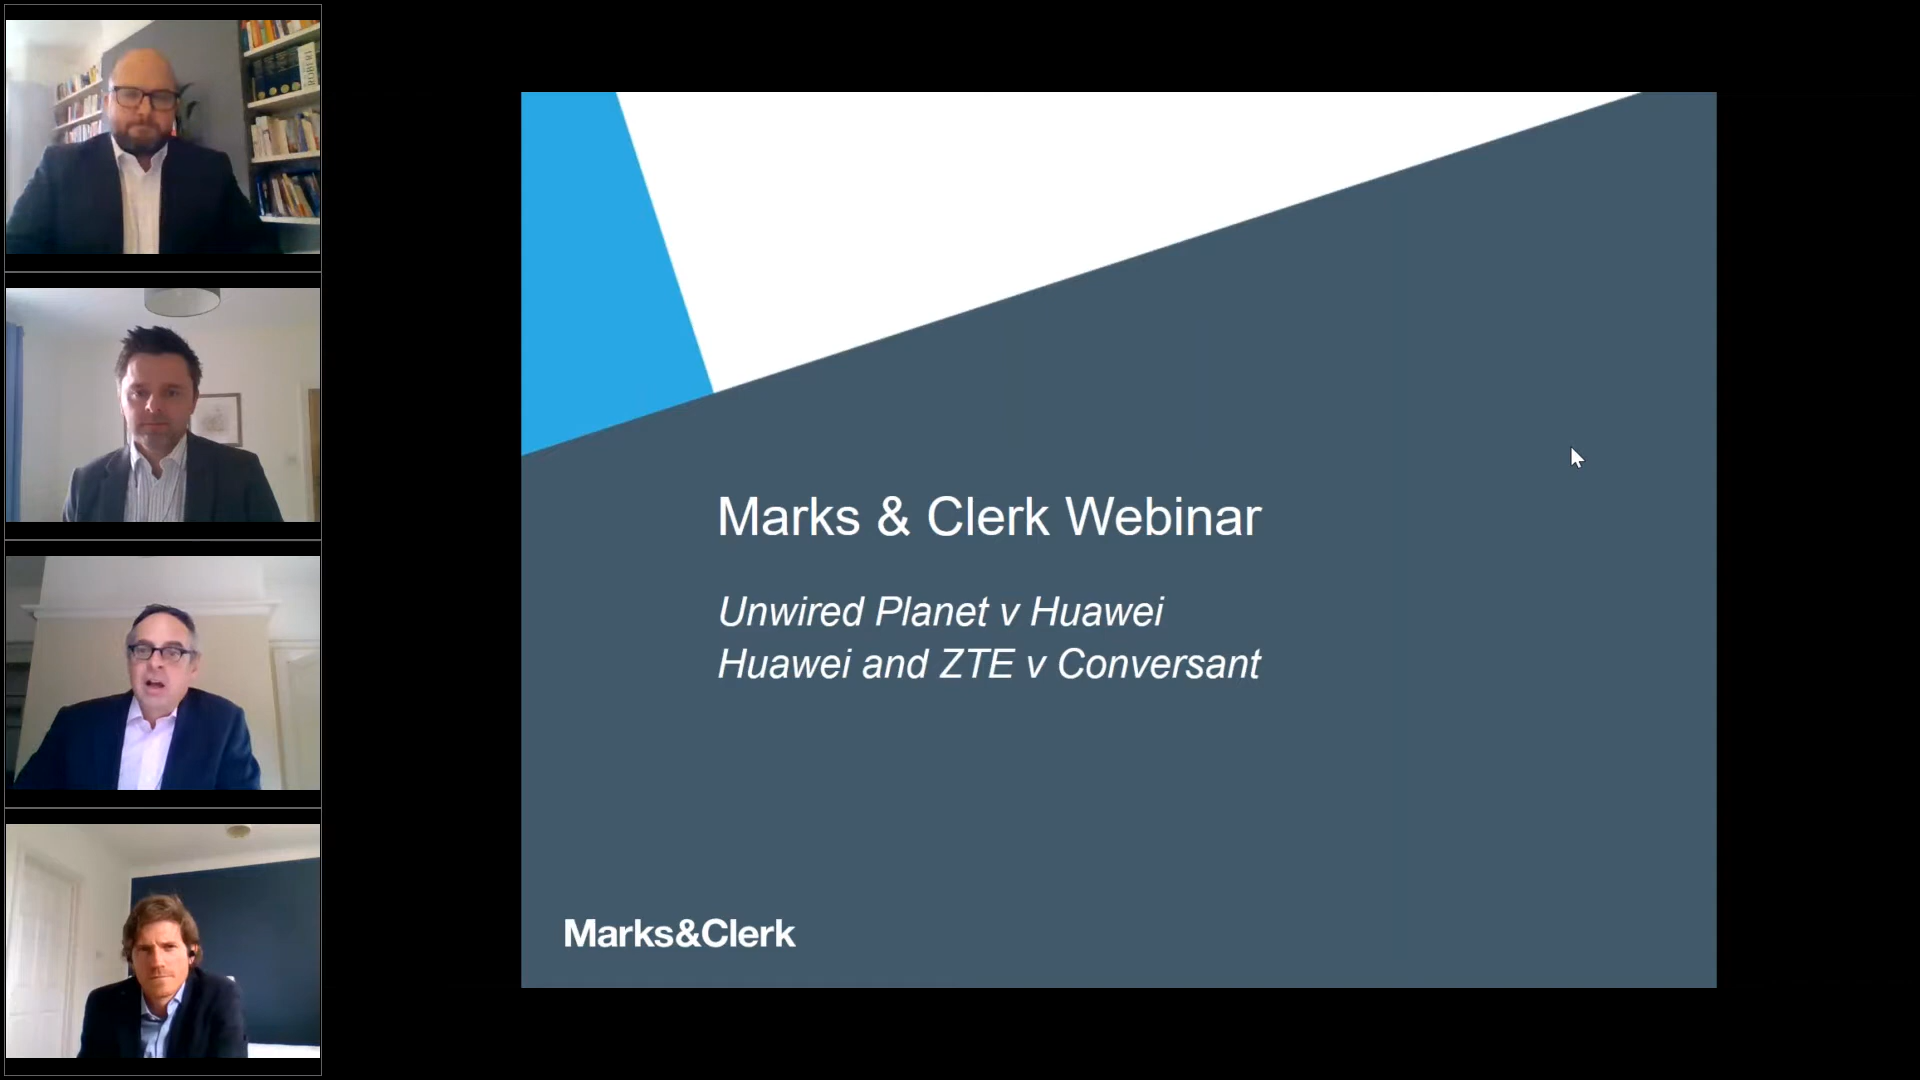 Marks & Clerk Webinar
Unwired Planet v Huawei
Huawei and ZTE v Conversant
Marks&Clerk